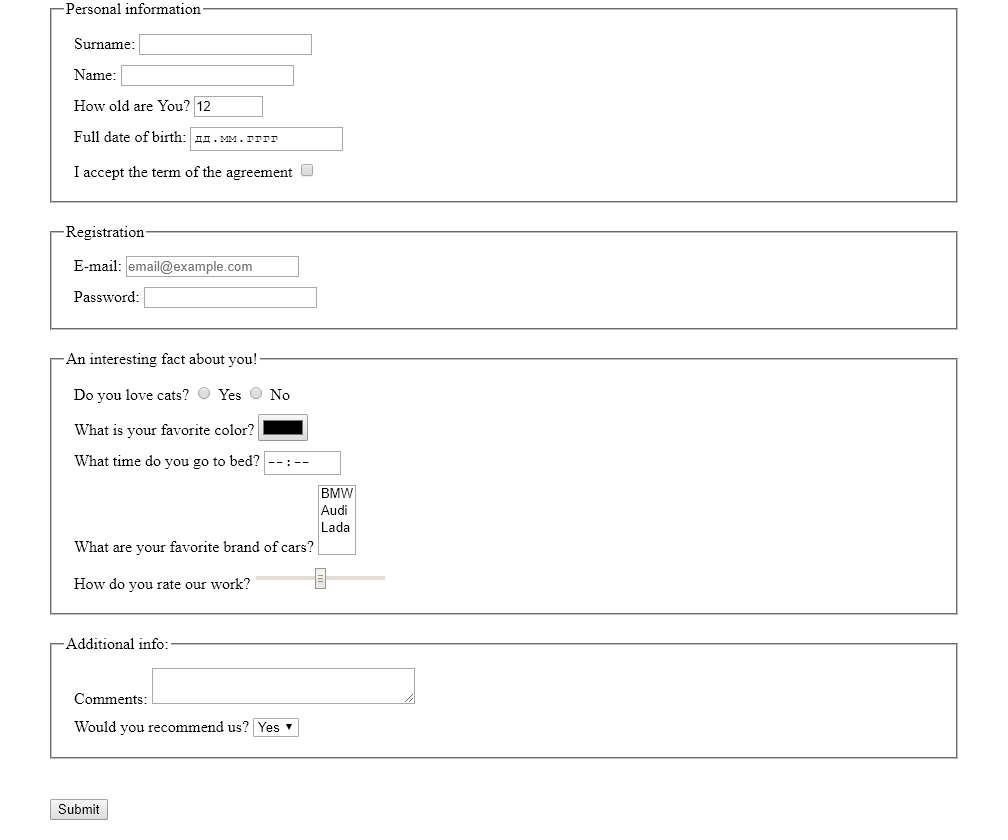 Personal information
Surname:
Name:
How old are You? 12
Full date of birth: дд.мм.гггг
I accept the term of the agreement
Registration
E-mail: email@example.com
Password:
An interesting fact about you!
Do you love cats? Yes No
What is your favorite color?
What time do you go to bed? --:--
BMW
Audi
Lada
What are your favorite brand of cars?
How do you rate our work?
Additional info:
Comments:
Would you recommend us? Yes
Submit